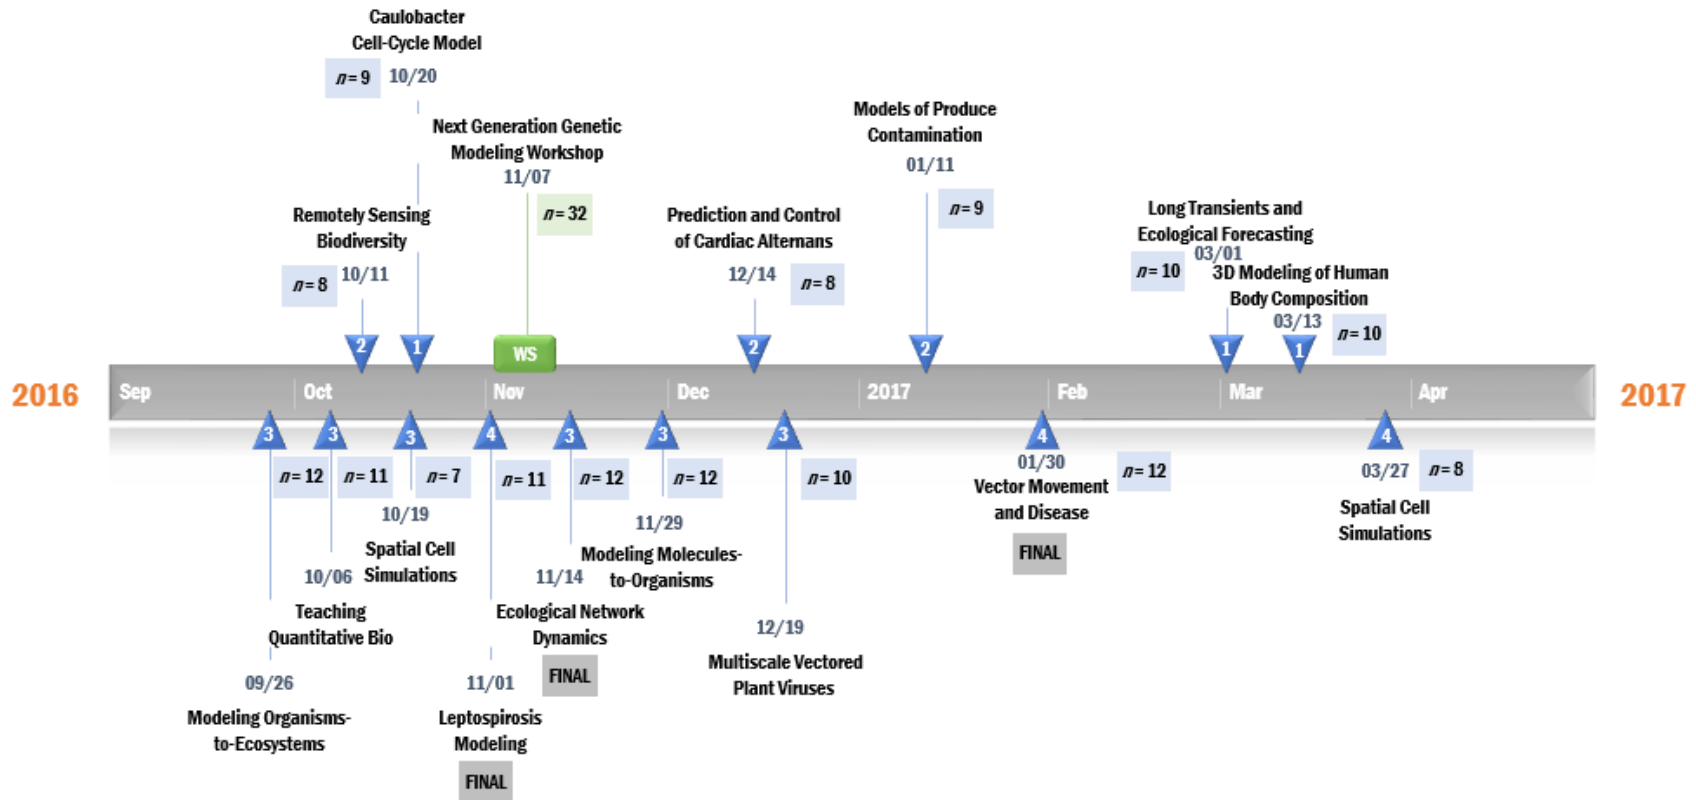 Caulobacter
Cell-Cycle Model
n= 9
10/20
Next Generation Genetic
Modeling Workshop
11/07
n= 32
Remotely Sensing
Biodiversity
10/11
n= 8
Prediction and Control
of Cardiac Alternans
12/14
n= 8
Models of Produce
Contamination
01/11
n= 9
Long Transients and
Ecological Forecasting
03/01
n= 10
3D Modeling of Human
Body Composition
03/13
n= 10
2
1
WS
2
2
1
1
2016
Sep
Oct
Nov
Dec
2017
Feb
Mar
Apr
2017
3
3
3
4
3
3
3
4
4
n= 12
n= 11
n= 7
n= 11
n= 12
n= 12
n= 10
01/30
Vector Movement
and Disease
FINAL
n= 12
03/27
n= 8
Spatial Cell
Simulations
10/19
Spatial Cell
Simulations
10/06
Teaching
Quantitative Bio
09/26
Modeling Organisms-
to-Ecosystems
11/01
Leptospirosis
Modeling
FINAL
11/14
Ecological Network
Dynamics
FINAL
11/29
Modeling Molecules-
to-Organisms
12/19
Multiscale Vectored
Plant Viruses